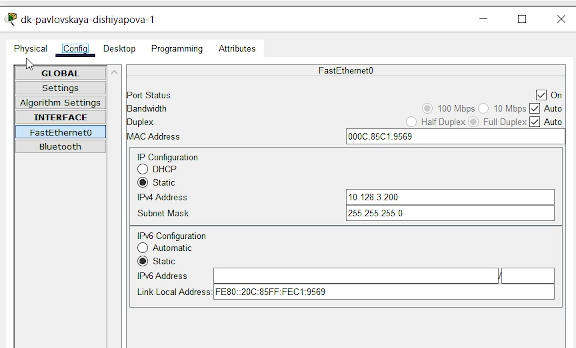 dk-pavlovskaya-dishiyapova-1
Physical Config Desktop Programming Attributes
GLOBAL
Settings
Algorithm Settings
INTERFACE
FastEthernet0
Bluetooth
FastEthernet0
Port Status On
Bandwidth 100 Mbps 10 Mbps Auto
Duplex Half Duplex Full Duplex Auto
MAC Address 000C.85C1.9569
IP Configuration
DHCP
Static
IPv4 Address 10.128.3.200
Subnet Mask 255.255.255.0
IPv6 Configuration
Automatic
Static
IPv6 Address /
Link Local Address: FE80::20C:85FF:FEC1:9569